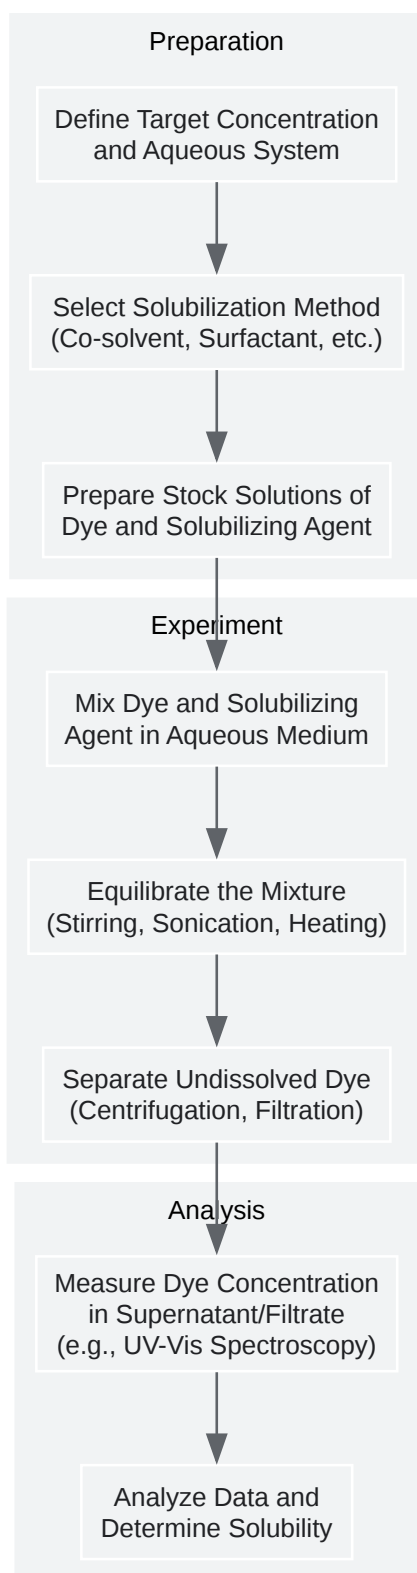 Preparation
Define Target Concentration
and Aqueous System
Select Solubilization Method
(Co-solvent, Surfactant, etc.)
Prepare Stock Solutions of
Dye and Solubilizing Agent
Experiment
Mix Dye and Solubilizing
Agent in Aqueous Medium
Equilibrate the Mixture
(Stirring, Sonication, Heating)
Separate Undissolved Dye
(Centrifugation, Filtration)
Analysis
Measure Dye Concentration
in Supernatant/Filtrate
(e.g., UV-Vis Spectroscopy)
Analyze Data and
Determine Solubility